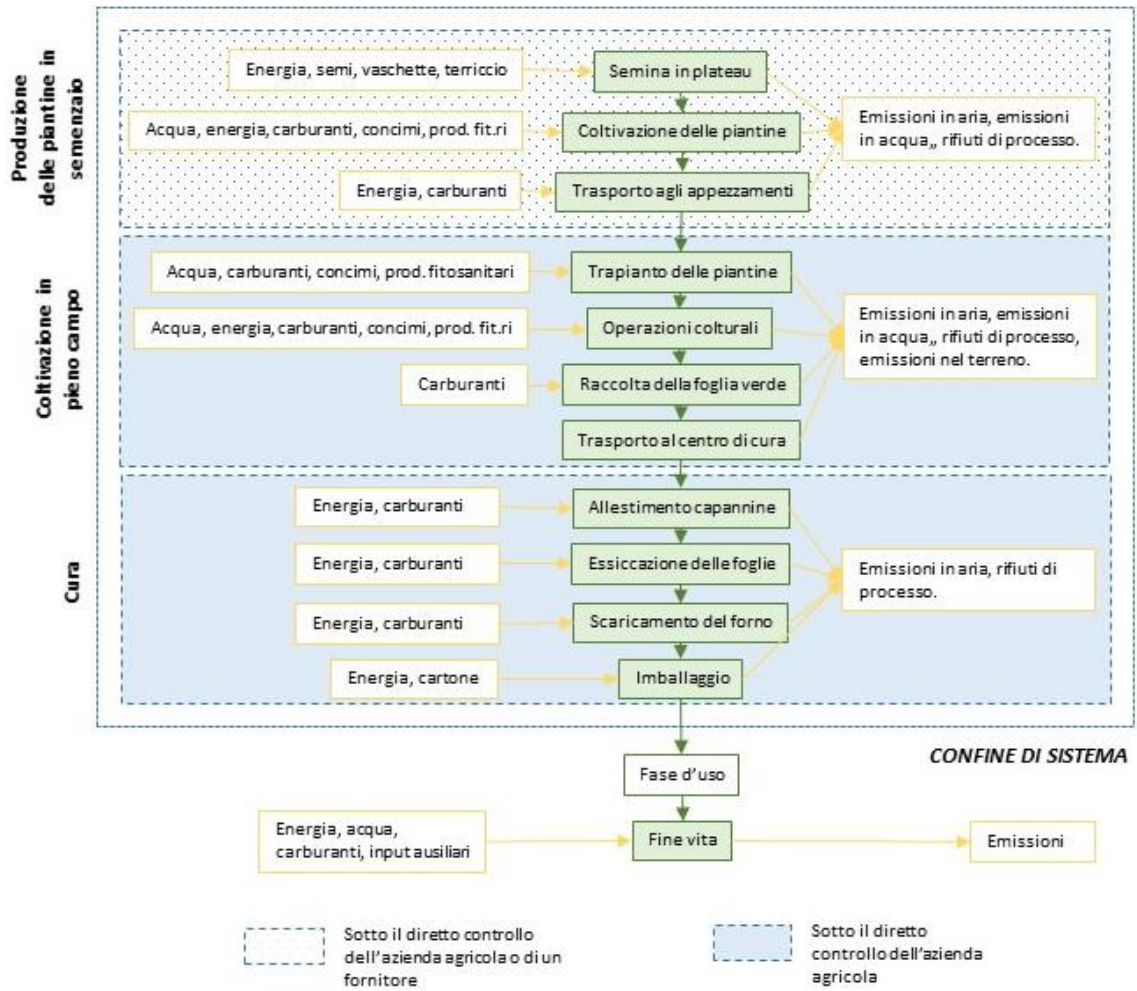 Produzione
delle piantine in
semenzaio
Energia, semi, vaschette, terriccio
Semina in plateau
Acqua, energia, carburanti, concimi, prod. fit.ri
Coltivazione delle piantine
Emissioni in aria, emissioni
in acqua,, rifiuti di processo.
Energia, carburanti
Trasporto agli appezzamenti
Coltivazione in
pieno campo
Acqua, carburanti, concimi, prod. fitosanitari
Trapianto delle piantine
Acqua, energia, carburanti, concimi, prod. fit.ri
Operazioni colturali
Emissioni in aria, emissioni
in acqua,, rifiuti di processo,
emissioni nel terreno.
Carburanti
Raccolta della foglia verde
Trasporto al centro di cura
Cura
Energia, carburanti
Allestimento capannine
Energia, carburanti
Essiccazione delle foglie
Emissioni in aria, rifiuti di
processo.
Energia, carburanti
Scaricamento del forno
Energia, cartone
Imballaggio
CONFINE DI SISTEMA
Fase d'uso
Energia, acqua,
carburanti, input ausiliari
Fine vita
Emissioni
Sotto il diretto controllo
dell'azienda agricola o di un
fornitore
Sotto il diretto
controllo dell'azienda
agricola